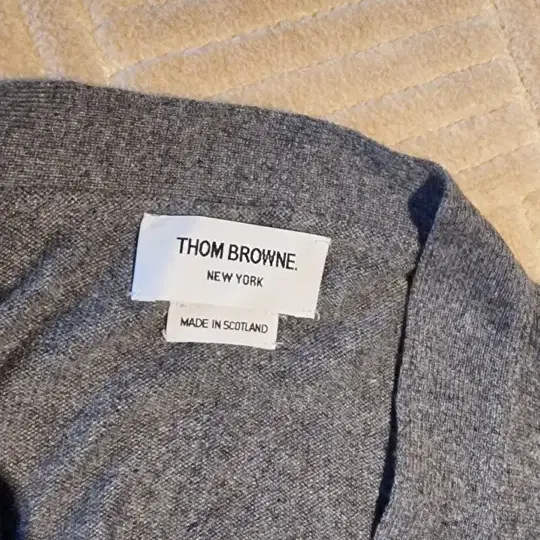 THOM BROWNE.
NEW YORK
MADE IN SCOTLAND